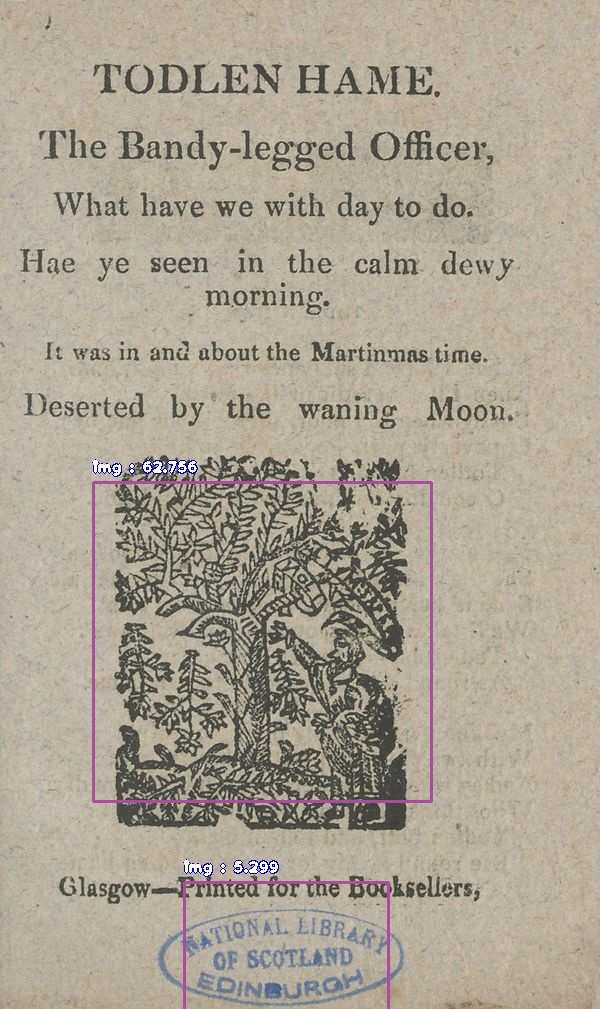 TODLEN HAME.
The Bandy-legged Officer,
What have we with day to do.
Hae ye seen in the calm dewy
morning.
It was in and about the Martinmas time.
Deserted by the waning Moon.
img : 62.756
img : 5.299
Glasgow—Printed for the Booksellers,
NATIONAL LIBRARY
OF SCOTLAND
EDINBURGH